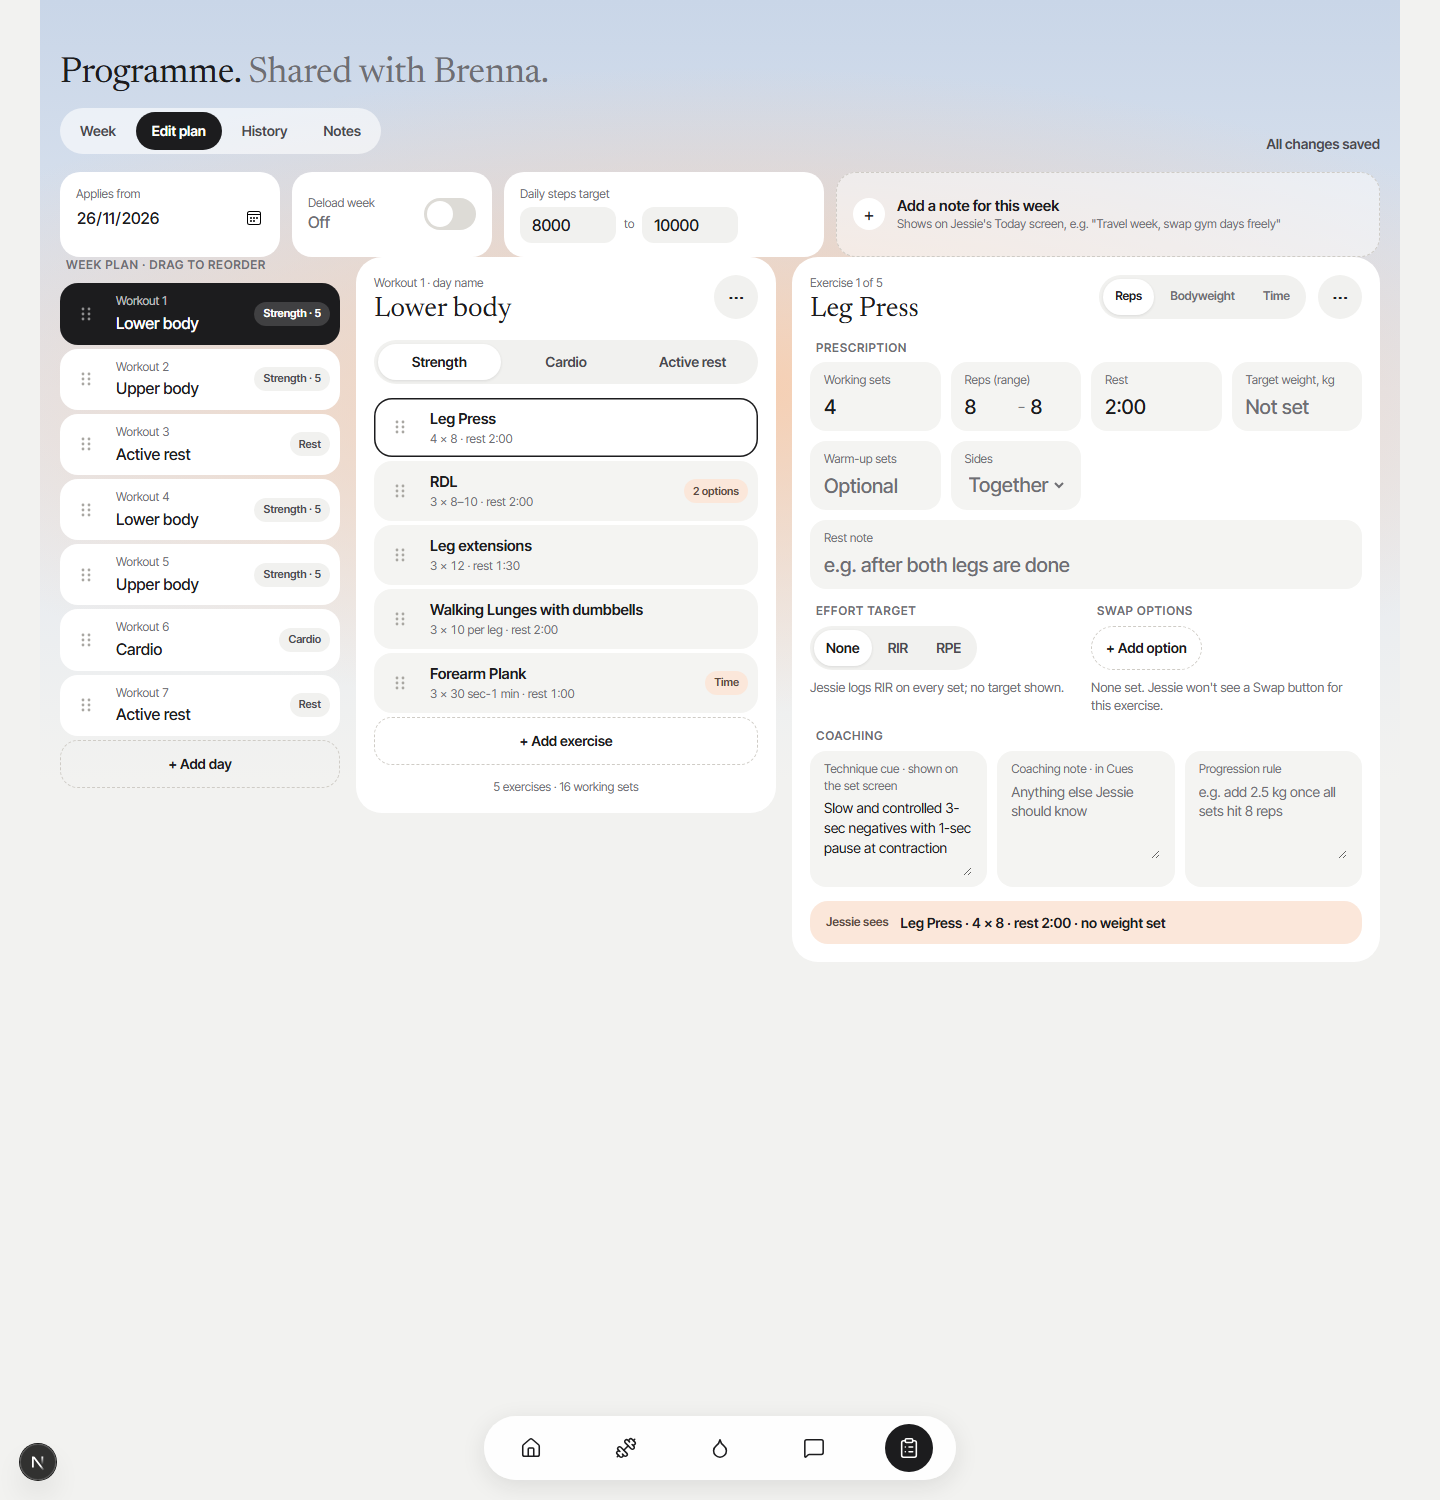 Programme. Shared with Brenna.
Week
Edit plan
History
Notes
All changes saved
Applies from
26/11/2026
Deload week
Off
Daily steps target
8000
to
10000
+
Add a note for this week
Shows on Jessie's Today screen, e.g. "Travel week, swap gym days freely"
WEEK PLAN · DRAG TO REORDER
Workout 1
Lower body
Strength · 5
Workout 2
Upper body
Strength · 5
Workout 3
Active rest
Rest
Workout 4
Lower body
Strength · 5
Workout 5
Upper body
Strength · 5
Workout 6
Cardio
Cardio
Workout 7
Active rest
Rest
+ Add day
Workout 1 · day name
Lower body
...
Strength
Cardio
Active rest
Leg Press
4 × 8 · rest 2:00
RDL
3 × 8–10 · rest 2:00
2 options
Leg extensions
3 × 12 · rest 1:30
Walking Lunges with dumbbells
3 × 10 per leg · rest 2:00
Forearm Plank
3 × 30 sec-1 min · rest 1:00
Time
+ Add exercise
5 exercises · 16 working sets
Exercise 1 of 5
Leg Press
Reps
Bodyweight
Time
...
PRESCRIPTION
Working sets
4
Reps (range)
8 - 8
Rest
2:00
Target weight, kg
Not set
Warm-up sets
Optional
Sides
Together
Rest note
e.g. after both legs are done
EFFORT TARGET
None
RIR
RPE
Jessie logs RIR on every set; no target shown.
SWAP OPTIONS
+ Add option
None set. Jessie won't see a Swap button for
this exercise.
COACHING
Technique cue · shown on
the set screen
Slow and controlled 3-
sec negatives with 1-sec
pause at contraction
Coaching note · in Cues
Anything else Jessie
should know
Progression rule
e.g. add 2.5 kg once all
sets hit 8 reps
Jessie sees
Leg Press · 4 × 8 · rest 2:00 · no weight set
N